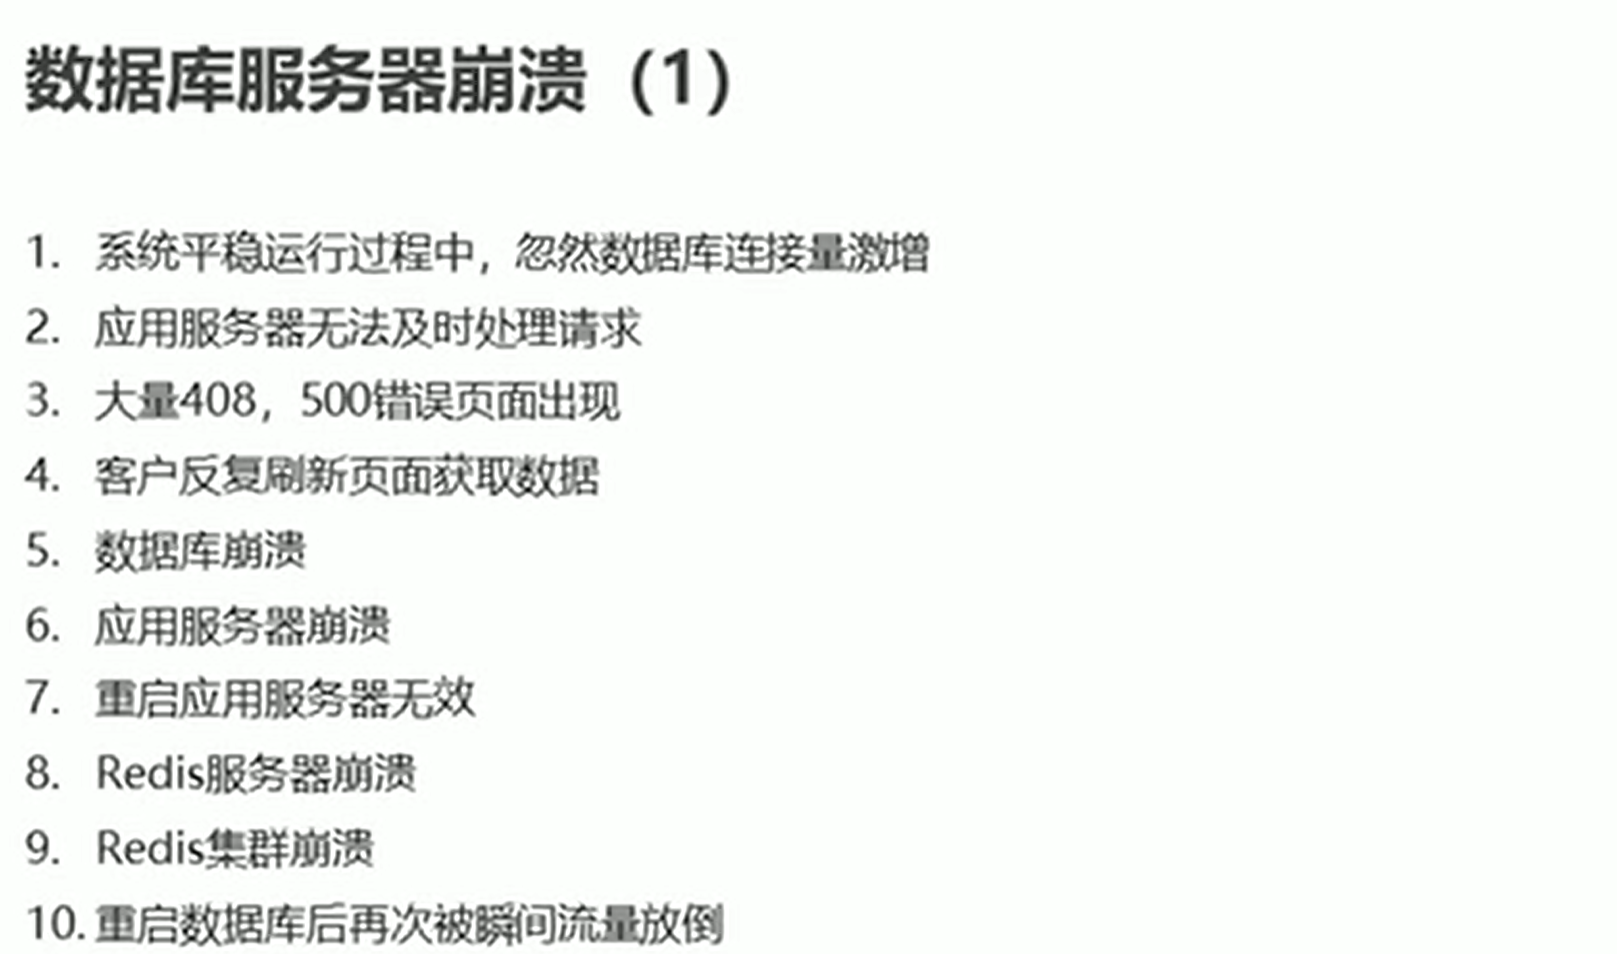 数据库服务器崩溃（1）
1. 系统平稳运行过程中，忽然数据库连接量激增
2. 应用服务器无法及时处理请求
3. 大量408，500错误页面出现
4. 客户反复刷新页面获取数据
5. 数据库崩溃
6. 应用服务器崩溃
7. 重启应用服务器无效
8. Redis服务器崩溃
9. Redis集群崩溃
10. 重启数据库后再次被瞬间流量放倒